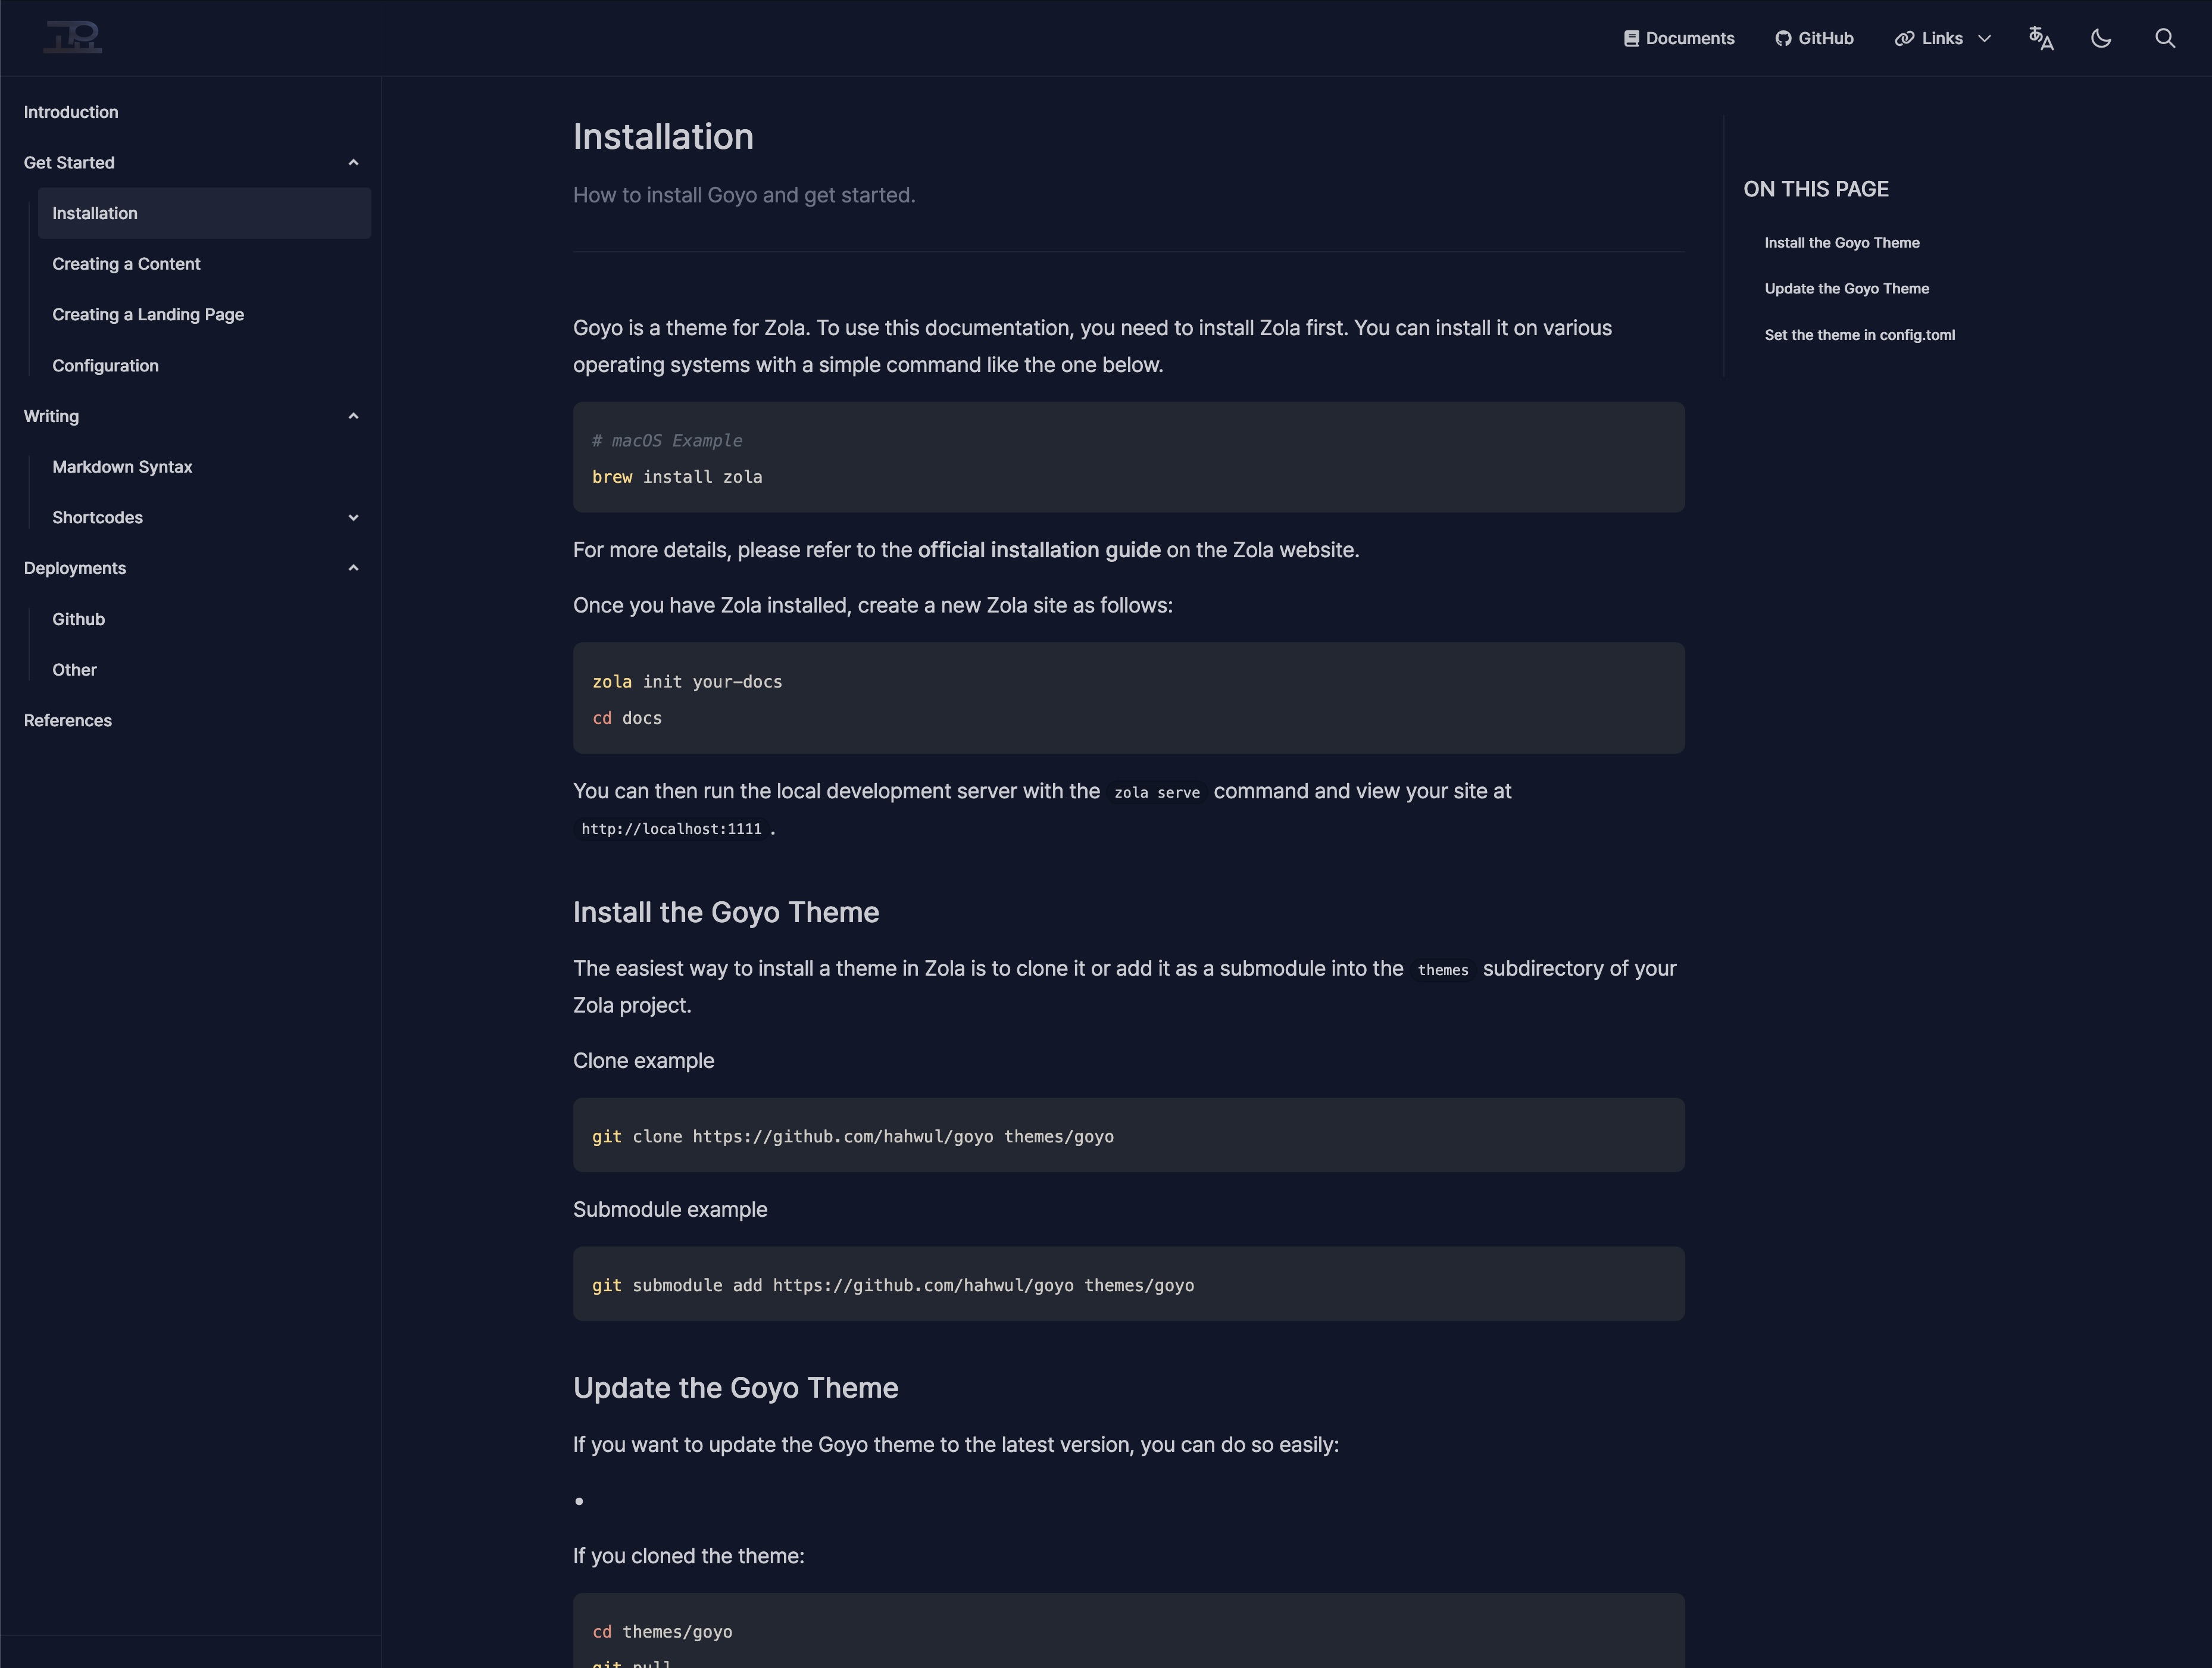 Documents
GitHub
Links
Introduction
Get Started
Installation
Creating a Content
Creating a Landing Page
Configuration
Writing
Markdown Syntax
Shortcodes
Deployments
Github
Other
References
Installation
How to install Goyo and get started.
Goyo is a theme for Zola. To use this documentation, you need to install Zola first. You can install it on various
operating systems with a simple command like the one below.
# macOS Example
brew install zola
For more details, please refer to the official installation guide on the Zola website.
Once you have Zola installed, create a new Zola site as follows:
zola init your-docs
cd docs
You can then run the local development server with the zola serve command and view your site at
http://localhost:1111 .
Install the Goyo Theme
The easiest way to install a theme in Zola is to clone it or add it as a submodule into the themes subdirectory of your
Zola project.
Clone example
git clone https://github.com/hahwul/goyo themes/goyo
Submodule example
git submodule add https://github.com/hahwul/goyo themes/goyo
Update the Goyo Theme
If you want to update the Goyo theme to the latest version, you can do so easily:
•
If you cloned the theme:
cd themes/goyo
git pull
ON THIS PAGE
Install the Goyo Theme
Update the Goyo Theme
Set the theme in config.toml